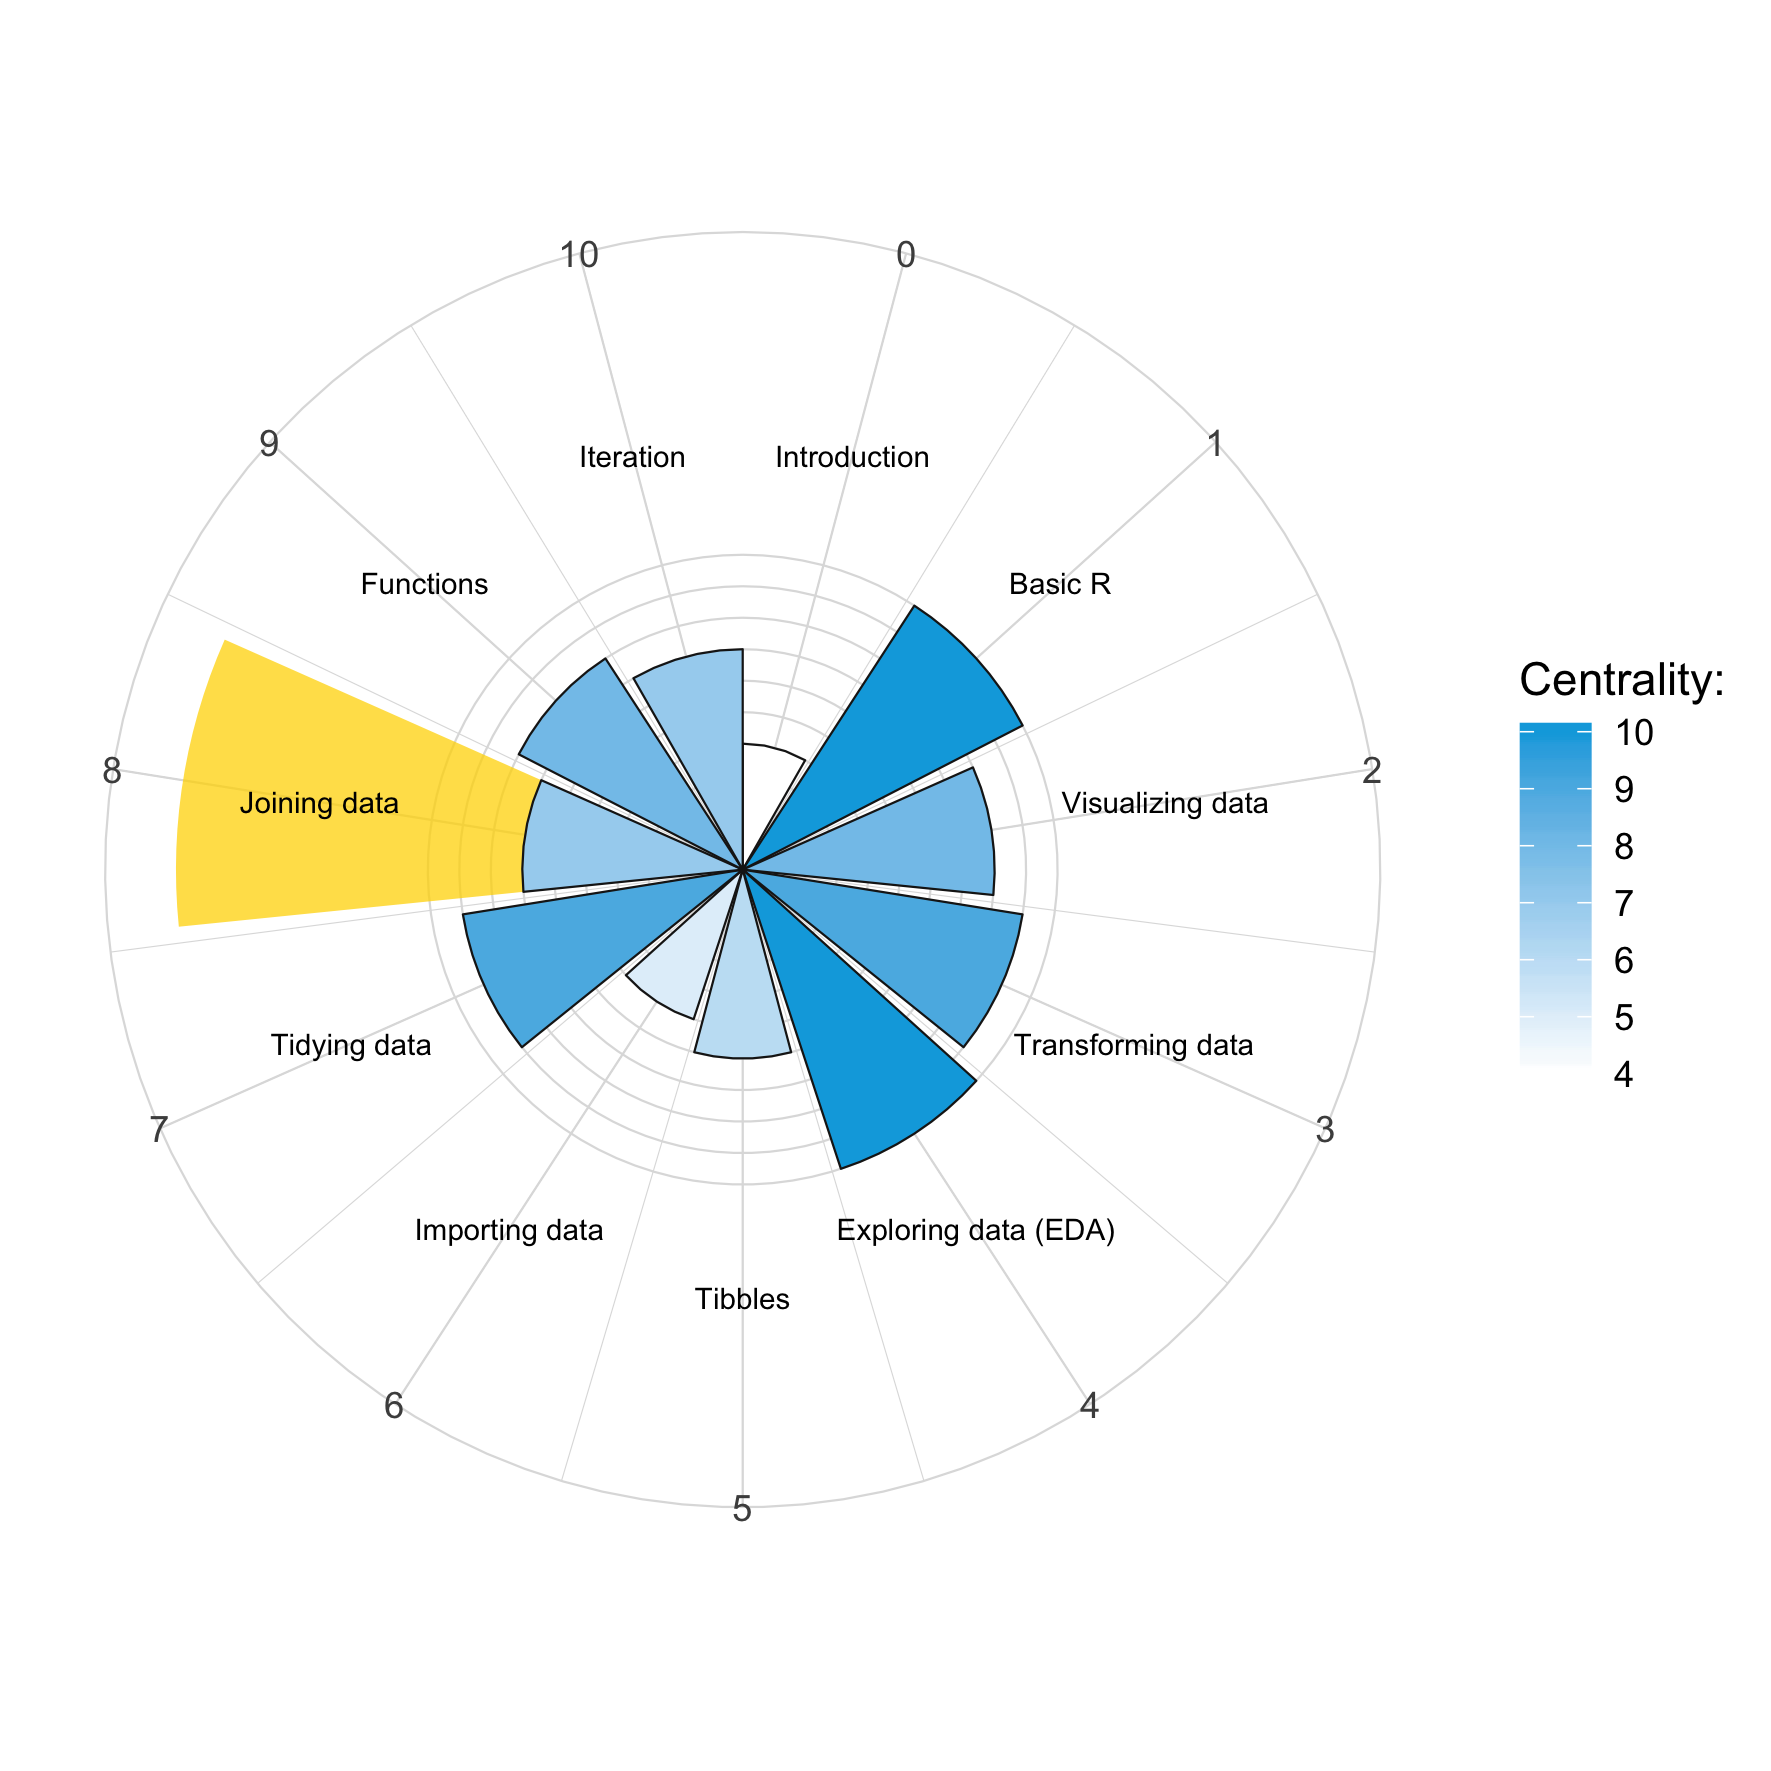 10
0
9
1
Iteration
Introduction
Functions
Basic R
8
2
Joining data
Visualizing data
Tidying data
Transforming data
7
3
Importing data
Exploring data (EDA)
Tibbles
6
4
5
Centrality:
10
9
8
7
6
5
4